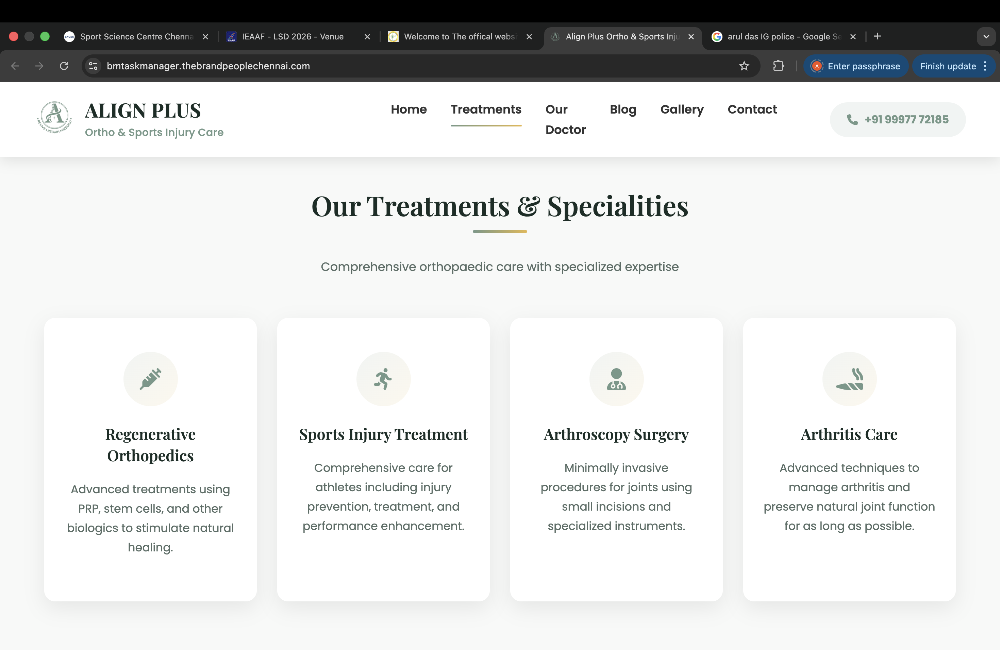 Sport Science Centre Chenna
IEAAF - LSD 2026 - Venue
Welcome to The offical websi
Align Plus Ortho & Sports Inju
arul das IG police - Google Se
bmtaskmanager.thebrandpeoplechennai.com
Enter passphrase
Finish update
ALIGN PLUS
Ortho & Sports Injury Care
REVIVE • REGAIN • REBUILD
Home
Treatments
Our
Doctor
Blog
Gallery
Contact
+91 99977 72185
Our Treatments & Specialities
Comprehensive orthopaedic care with specialized expertise
Regenerative
Orthopedics
Advanced treatments using
PRP, stem cells, and other
biologics to stimulate natural
healing.
Sports Injury Treatment
Comprehensive care for
athletes including injury
prevention, treatment, and
performance enhancement.
Arthroscopy Surgery
Minimally invasive
procedures for joints using
small incisions and
specialized instruments.
Arthritis Care
Advanced techniques to
manage arthritis and
preserve natural joint function
for as long as possible.